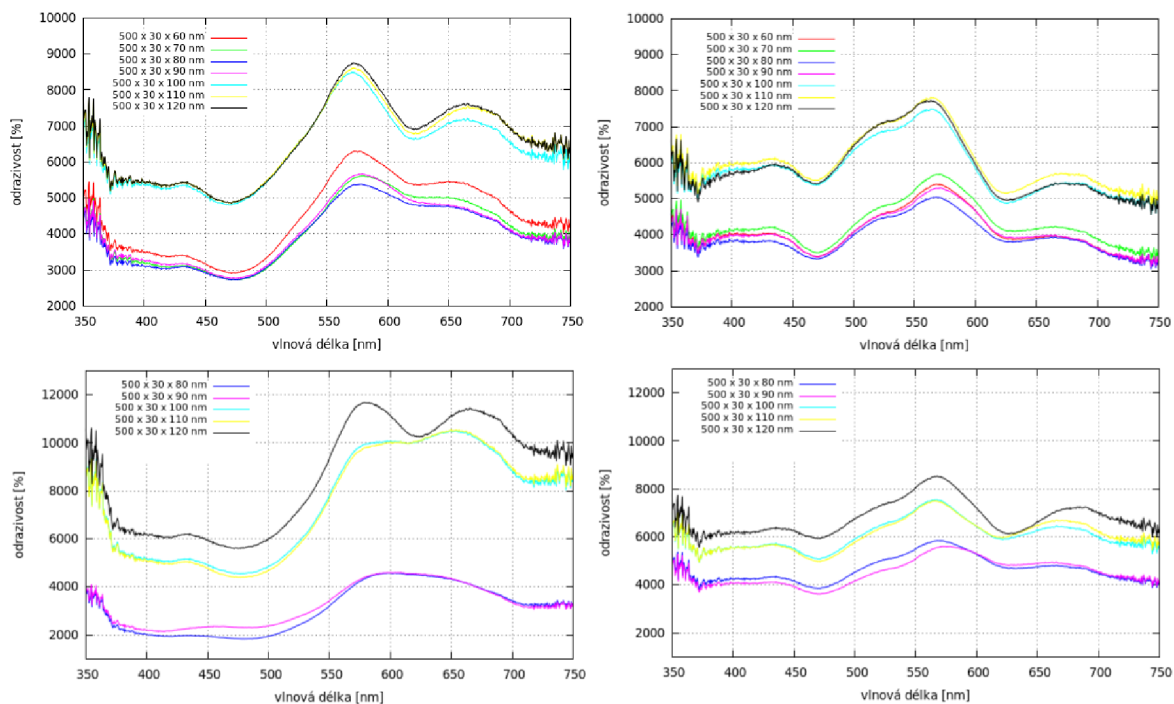 10000
9000
8000
7000
6000
5000
4000
3000
2000
odrazivost [%]
500 x 30 x 60 nm
500 x 30 x 70 nm
500 x 30 x 80 nm
500 x 30 x 90 nm
500 x 30 x 100 nm
500 x 30 x 110 nm
500 x 30 x 120 nm
350 400 450 500 550 600 650 700 750
vlnová délka [nm]
10000
9000
8000
7000
6000
5000
4000
3000
2000
odrazivost [%]
500 x 30 x 60 nm
500 x 30 x 70 nm
500 x 30 x 80 nm
500 x 30 x 90 nm
500 x 30 x 100 nm
500 x 30 x 110 nm
500 x 30 x 120 nm
350 400 450 500 550 600 650 700 750
vlnová délka [nm]
12000
10000
8000
6000
4000
2000
odrazivost [%]
500 x 30 x 80 nm
500 x 30 x 90 nm
500 x 30 x 100 nm
500 x 30 x 110 nm
500 x 30 x 120 nm
350 400 450 500 550 600 650 700 750
vlnová délka [nm]
12000
10000
8000
6000
4000
2000
odrazivost [%]
500 x 30 x 80 nm
500 x 30 x 90 nm
500 x 30 x 100 nm
500 x 30 x 110 nm
500 x 30 x 120 nm
350 400 450 500 550 600 650 700 750
vlnová délka [nm]